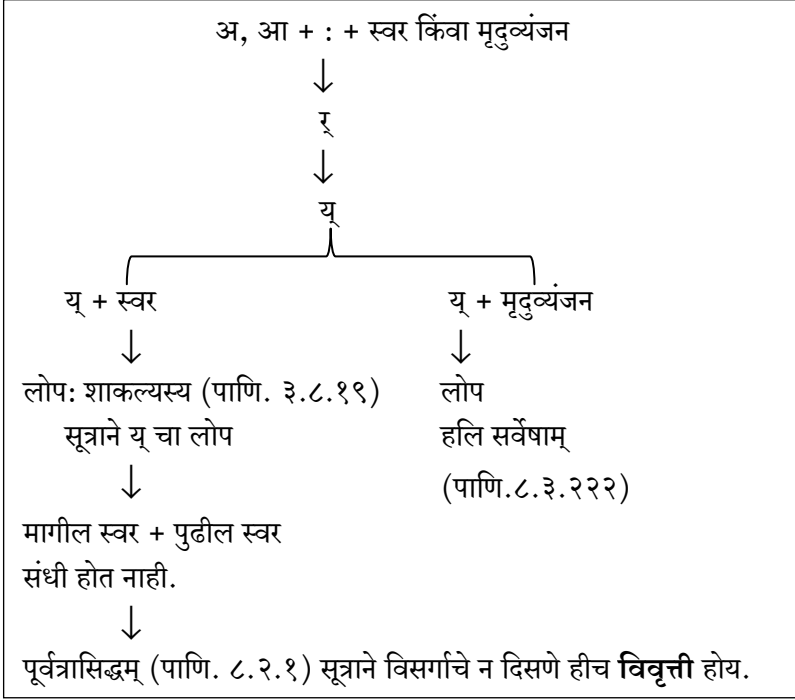 अ, आ + : + स्वर किंवा मृदुव्यंजन
↓
र्
↓
य्
य् + स्वर
य् + मृदुव्यंजन
↓
↓
लोप: शाकल्यस्य (पाणि. ३.८.१९)
लोप
सूत्राने य् चा लोप
हलि सर्वेषाम्
↓
(पाणि.८.३.२२२)
मागील स्वर + पुढील स्वर
संधी होत नाही.
↓
पूर्वत्रासिद्धम् (पाणि. ८.२.१) सूत्राने विसर्गाचे न दिसणे हीच विवृत्ती होय.